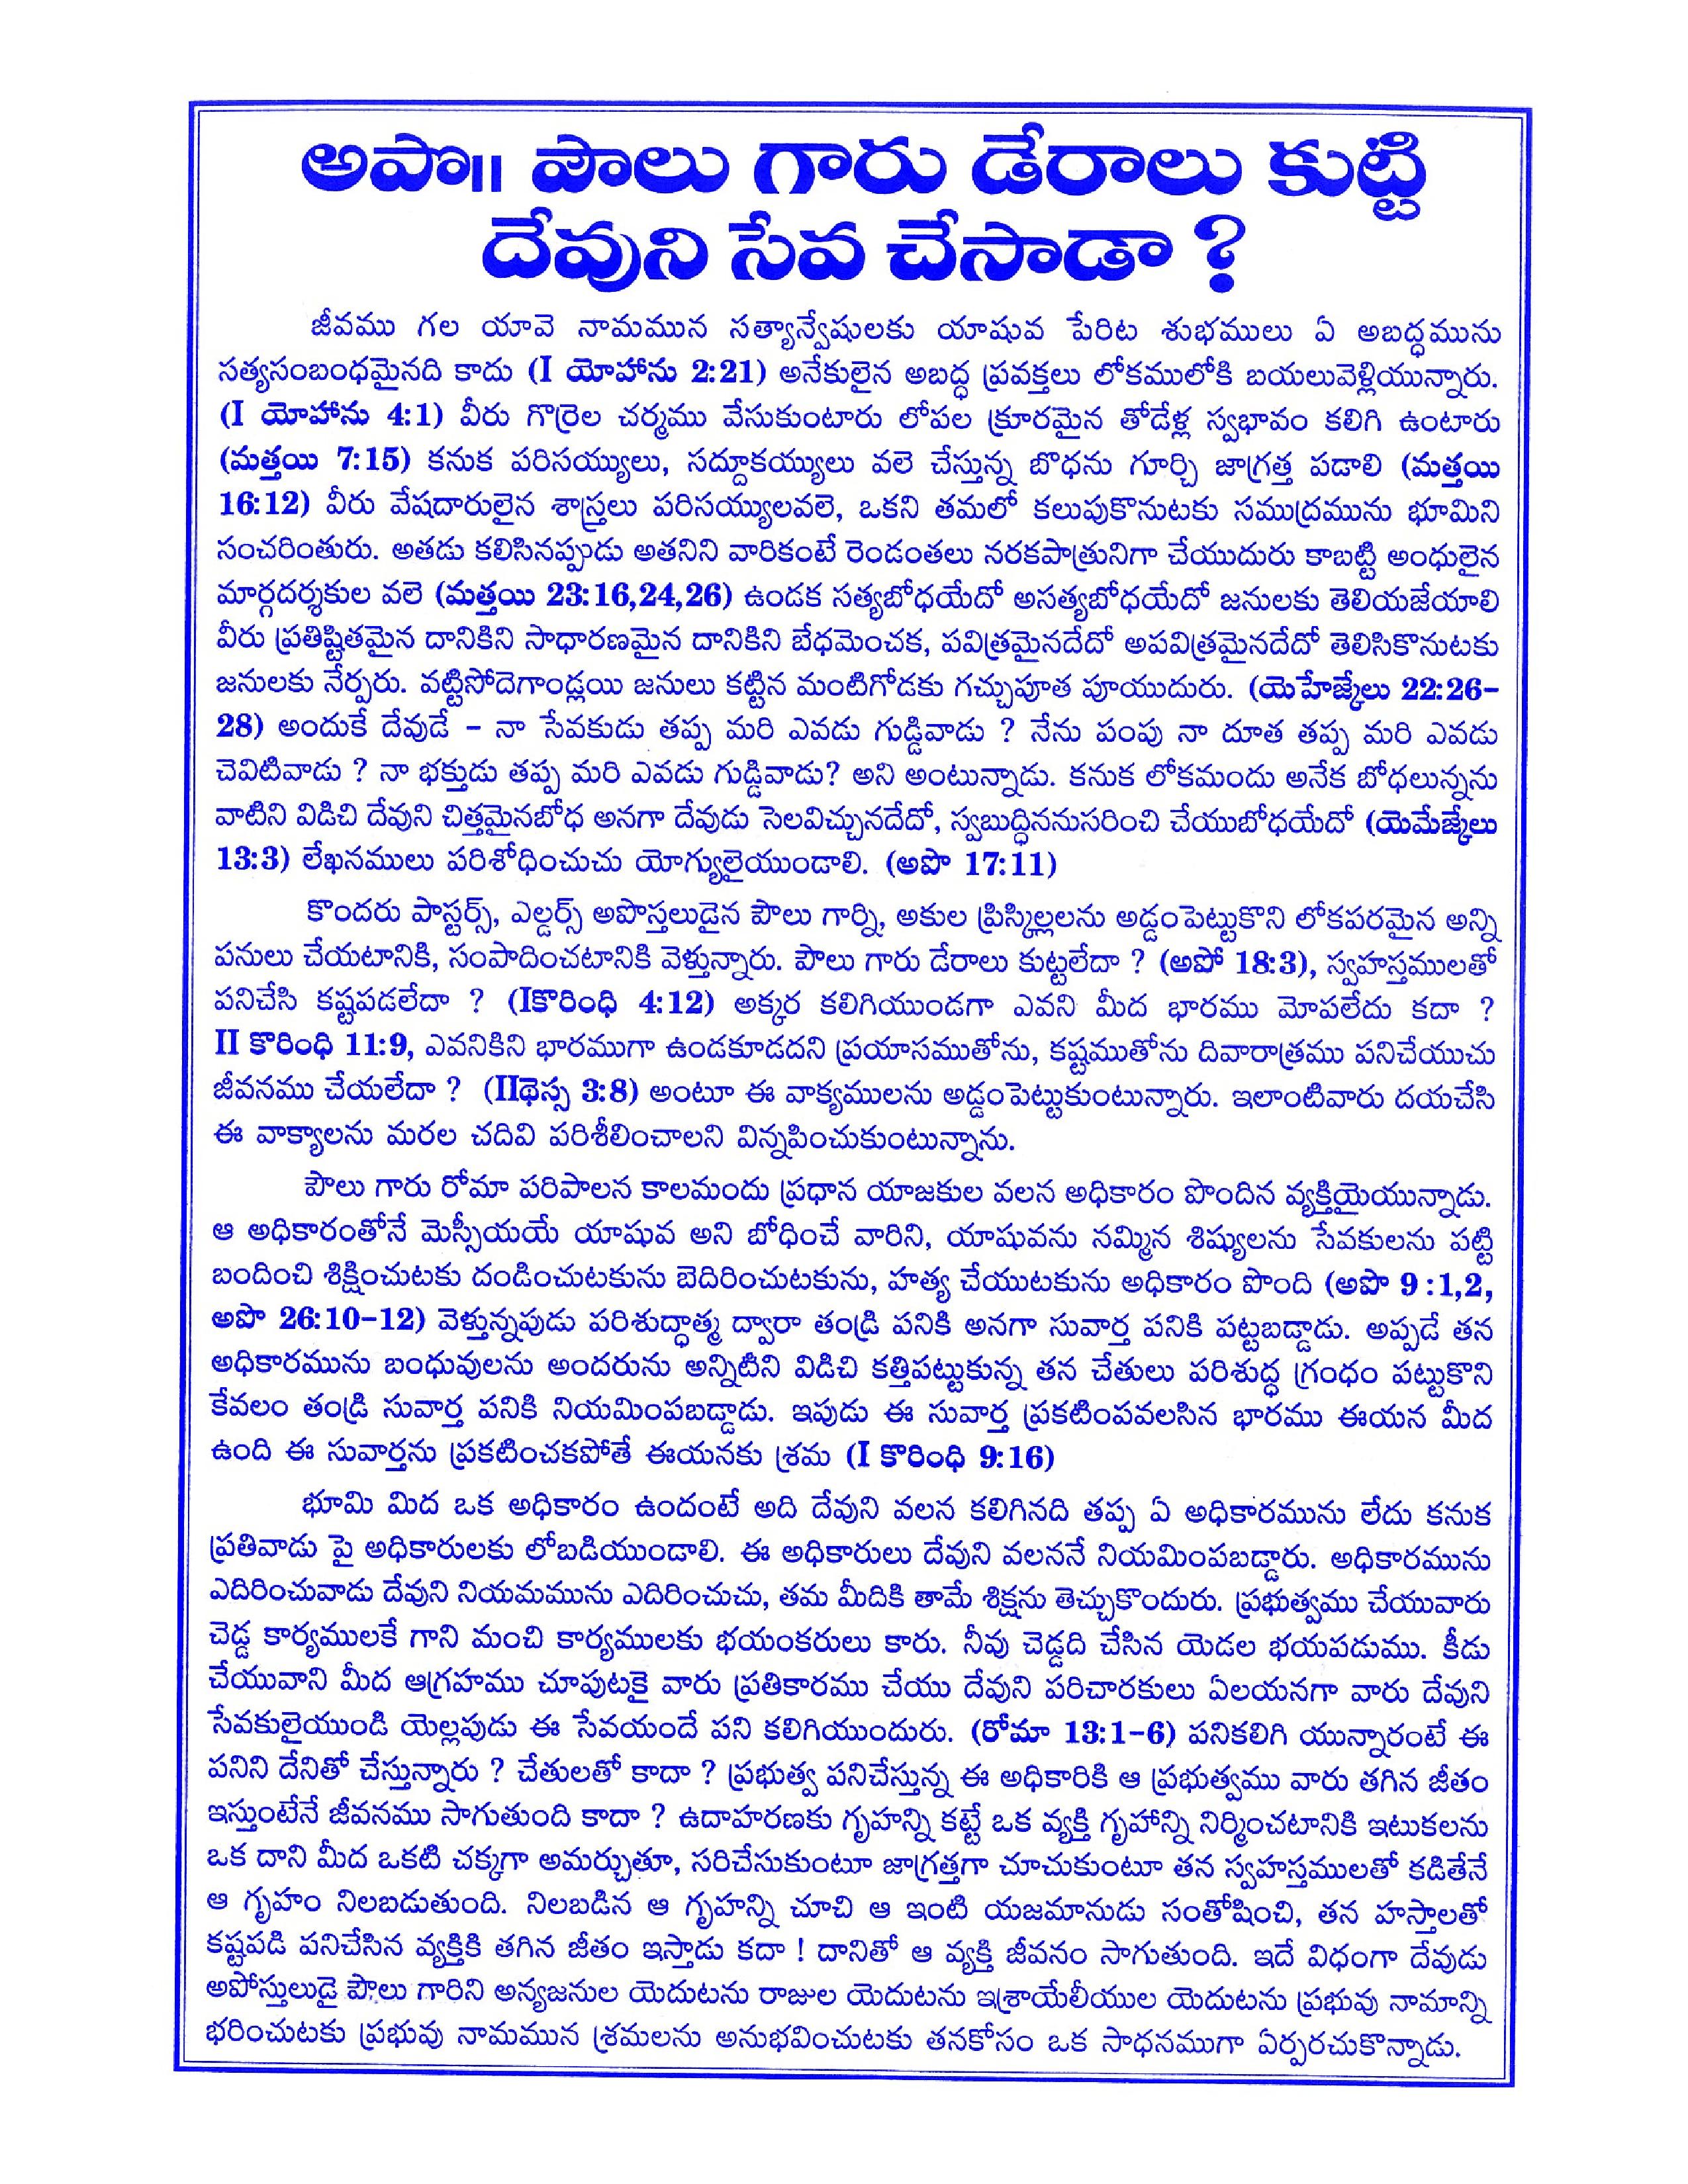 అపొ॥ పౌలు గారు డేరాలు కుట్టి
దేవుని సేవ చేసాడా ?
జీవము గల యావె నామమున సత్యాన్వేషులకు యాషువ పేరిట శుభములు ఏ అబద్ధమును
సత్యసంబంధమైనది కాదు (I యోహాను 2:21) అనేకులైన అబద్ధ ప్రవక్తలు లోకములోకి బయలువెళ్లియున్నారు.
(I యోహాను 4:1) వీరు గొర్రెల చర్మము వేసుకుంటారు లోపల క్రూరమైన తోడేళ్ల స్వభావం కలిగి ఉంటారు
(మత్తయి 7:15) కనుక పరిసయ్యులు, సద్దూకయ్యులు వలె చేస్తున్న బొధను గూర్చి జాగ్రత్త పడాలి (మత్తయి
16:12) వీరు వేషదారులైన శాస్త్రలు పరిసయ్యులవలె, ఒకని తమలో కలుపుకొనుటకు సముద్రమును భూమిని
సంచరింతురు. అతడు కలిసినప్పుడు అతనిని వారికంటే రెండంతలు నరకపాత్రునిగా చేయుదురు కాబట్టి అంధులైన
మార్గదర్శకుల వలె (మత్తయి 23:16,24,26) ఉండక సత్యబోధయేదో అసత్యబోధయేదో జనులకు తెలియజేయాలి
వీరు ప్రతిష్టితమైన దానికిని సాధారణమైన దానికిని బేధమెంచక, పవిత్రమైనదేదో అపవిత్రమైనదేదో తెలిసికొనుటకు
జనులకు నేర్పరు. వట్టిసోదెగాండ్లయి జనులు కట్టిన మంటిగోడకు గచ్చుపూత పూయుదురు. (యెహేజ్కేలు 22:26-
28) అందుకే దేవుడే - నా సేవకుడు తప్ప మరి ఎవడు గుడ్డివాడు ? నేను పంపు నా దూత తప్ప మరి ఎవడు
చెవిటివాడు ? నా భక్తుడు తప్ప మరి ఎవడు గుడ్డివాడు? అని అంటున్నాడు. కనుక లోకమందు అనేక బోధలున్నను
వాటిని విడిచి దేవుని చిత్తమైనబోధ అనగా దేవుడు సెలవిచ్చునదేదో, స్వబుద్ధిననుసరించి చేయుబోధయేదో (యెమేజ్కేలు
13:3) లేఖనములు పరిశోధించుచు యోగ్యులైయుండాలి. (అపొ 17:11)
కొందరు పాస్టర్స్, ఎల్డర్స్ అపొస్తలుడైన పౌలు గార్ని, అకుల ప్రిస్కిల్లలను అడ్డంపెట్టుకొని లోకపరమైన అన్ని
పనులు చేయటానికి, సంపాదించటానికి వెళ్తున్నారు. పౌలు గారు డేరాలు కుట్టలేదా ? (అపో 18:3), స్వహస్తములతో
పనిచేసి కష్టపడలేదా ? (Iకొరింధి 4:12) అక్కర కలిగియుండగా ఎవని మీద భారము మోపలేదు కదా ?
II కొరింధి 11:9, ఎవనికిని భారముగా ఉండకూడదని ప్రయాసముతోను, కష్టముతోను దివారాత్రము పనిచేయుచు
జీవనము చేయలేదా ? (IIథెస్స 3:8) అంటూ ఈ వాక్యములను అడ్డంపెట్టుకుంటున్నారు. ఇలాంటివారు దయచేసి
ఈ వాక్యాలను మరల చదివి పరిశీలించాలని విన్నపించుకుంటున్నాను.
పౌలు గారు రోమా పరిపాలన కాలమందు ప్రధాన యాజకుల వలన అధికారం పొందిన వ్యక్తియైయున్నాడు.
ఆ అధికారంతోనే మెస్సీయయే యాషువ అని బోధించే వారిని, యాషువను నమ్మిన శిష్యులను సేవకులను పట్టి
బందించి శిక్షించుటకు దండించుటకును బెదిరించుటకును, హత్య చేయుటకును అధికారం పొంది (అపొ 9:1,2,
అపొ 26:10-12) వెళ్తున్నపుడు పరిశుద్ధాత్మ ద్వారా తండ్రి పనికి అనగా సువార్త పనికి పట్టబడ్డాడు. అప్పడే తన
అధికారమును బంధువులను అందరును అన్నిటిని విడిచి కత్తిపట్టుకున్న తన చేతులు పరిశుద్ధ గ్రంధం పట్టుకొని
కేవలం తండ్రి సువార్త పనికి నియమింపబడ్డాడు. ఇపుడు ఈ సువార్త ప్రకటింపవలసిన భారము ఈయన మీద
ఉంది ఈ సువార్తను ప్రకటించకపోతే ఈయనకు శ్రమ (I కొరింధి 9:16)
భూమి మిద ఒక అధికారం ఉందంటే అది దేవుని వలన కలిగినది తప్ప ఏ అధికారమును లేదు కనుక
ప్రతివాడు పై అధికారులకు లోబడియుండాలి. ఈ అధికారులు దేవుని వలననే నియమింపబడ్డారు. అధికారమును
ఎదిరించువాడు దేవుని నియమమును ఎదిరించుచు, తమ మీదికి తామే శిక్షను తెచ్చుకొందురు. ప్రభుత్వము చేయువారు
చెడ్డ కార్యములకే గాని మంచి కార్యములకు భయంకరులు కారు. నీవు చెడ్డది చేసిన యెడల భయపడుము. కీడు
చేయువాని మీద ఆగ్రహము చూపుటకై వారు ప్రతికారము చేయు దేవుని పరిచారకులు ఏలయనగా వారు దేవుని
సేవకులైయుండి యెల్లపుడు ఈ సేవయందే పని కలిగియుందురు. (రోమా 13:1-6) పనికలిగి యున్నారంటే ఈ
పనిని దేనితో చేస్తున్నారు ? చేతులతో కాదా ? ప్రభుత్వ పనిచేస్తున్న ఈ అధికారికి ఆ ప్రభుత్వము వారు తగిన జీతం
ఇస్తుంటేనే జీవనము సాగుతుంది కాదా ? ఉదాహరణకు గృహన్ని కట్టే ఒక వ్యక్తి గృహాన్ని నిర్మించటానికి ఇటుకలను
ఒక దాని మీద ఒకటి చక్కగా అమర్చుతూ, సరిచేసుకుంటూ జాగ్రత్తగా చూచుకుంటూ తన స్వహస్తములతో కడితేనే
ఆ గృహం నిలబడుతుంది. నిలబడిన ఆ గృహన్ని చూచి ఆ ఇంటి యజమానుడు సంతోషించి, తన హస్తాలతో
కష్టపడి పనిచేసిన వ్యక్తికి తగిన జీతం ఇస్తాడు కదా ! దానితో ఆ వ్యక్తి జీవనం సాగుతుంది. ఇదే విధంగా దేవుడు
అపోస్తులుడై పౌలు గారిని అన్యజనుల యెదుటను రాజుల యెదుటను ఇశ్రాయేలీయుల యెదుటను ప్రభువు నామాన్ని
భరించుటకు ప్రభువు నామమున శ్రమలను అనుభవించుటకు తనకోసం ఒక సాధనముగా ఏర్పరచుకొన్నాడు.